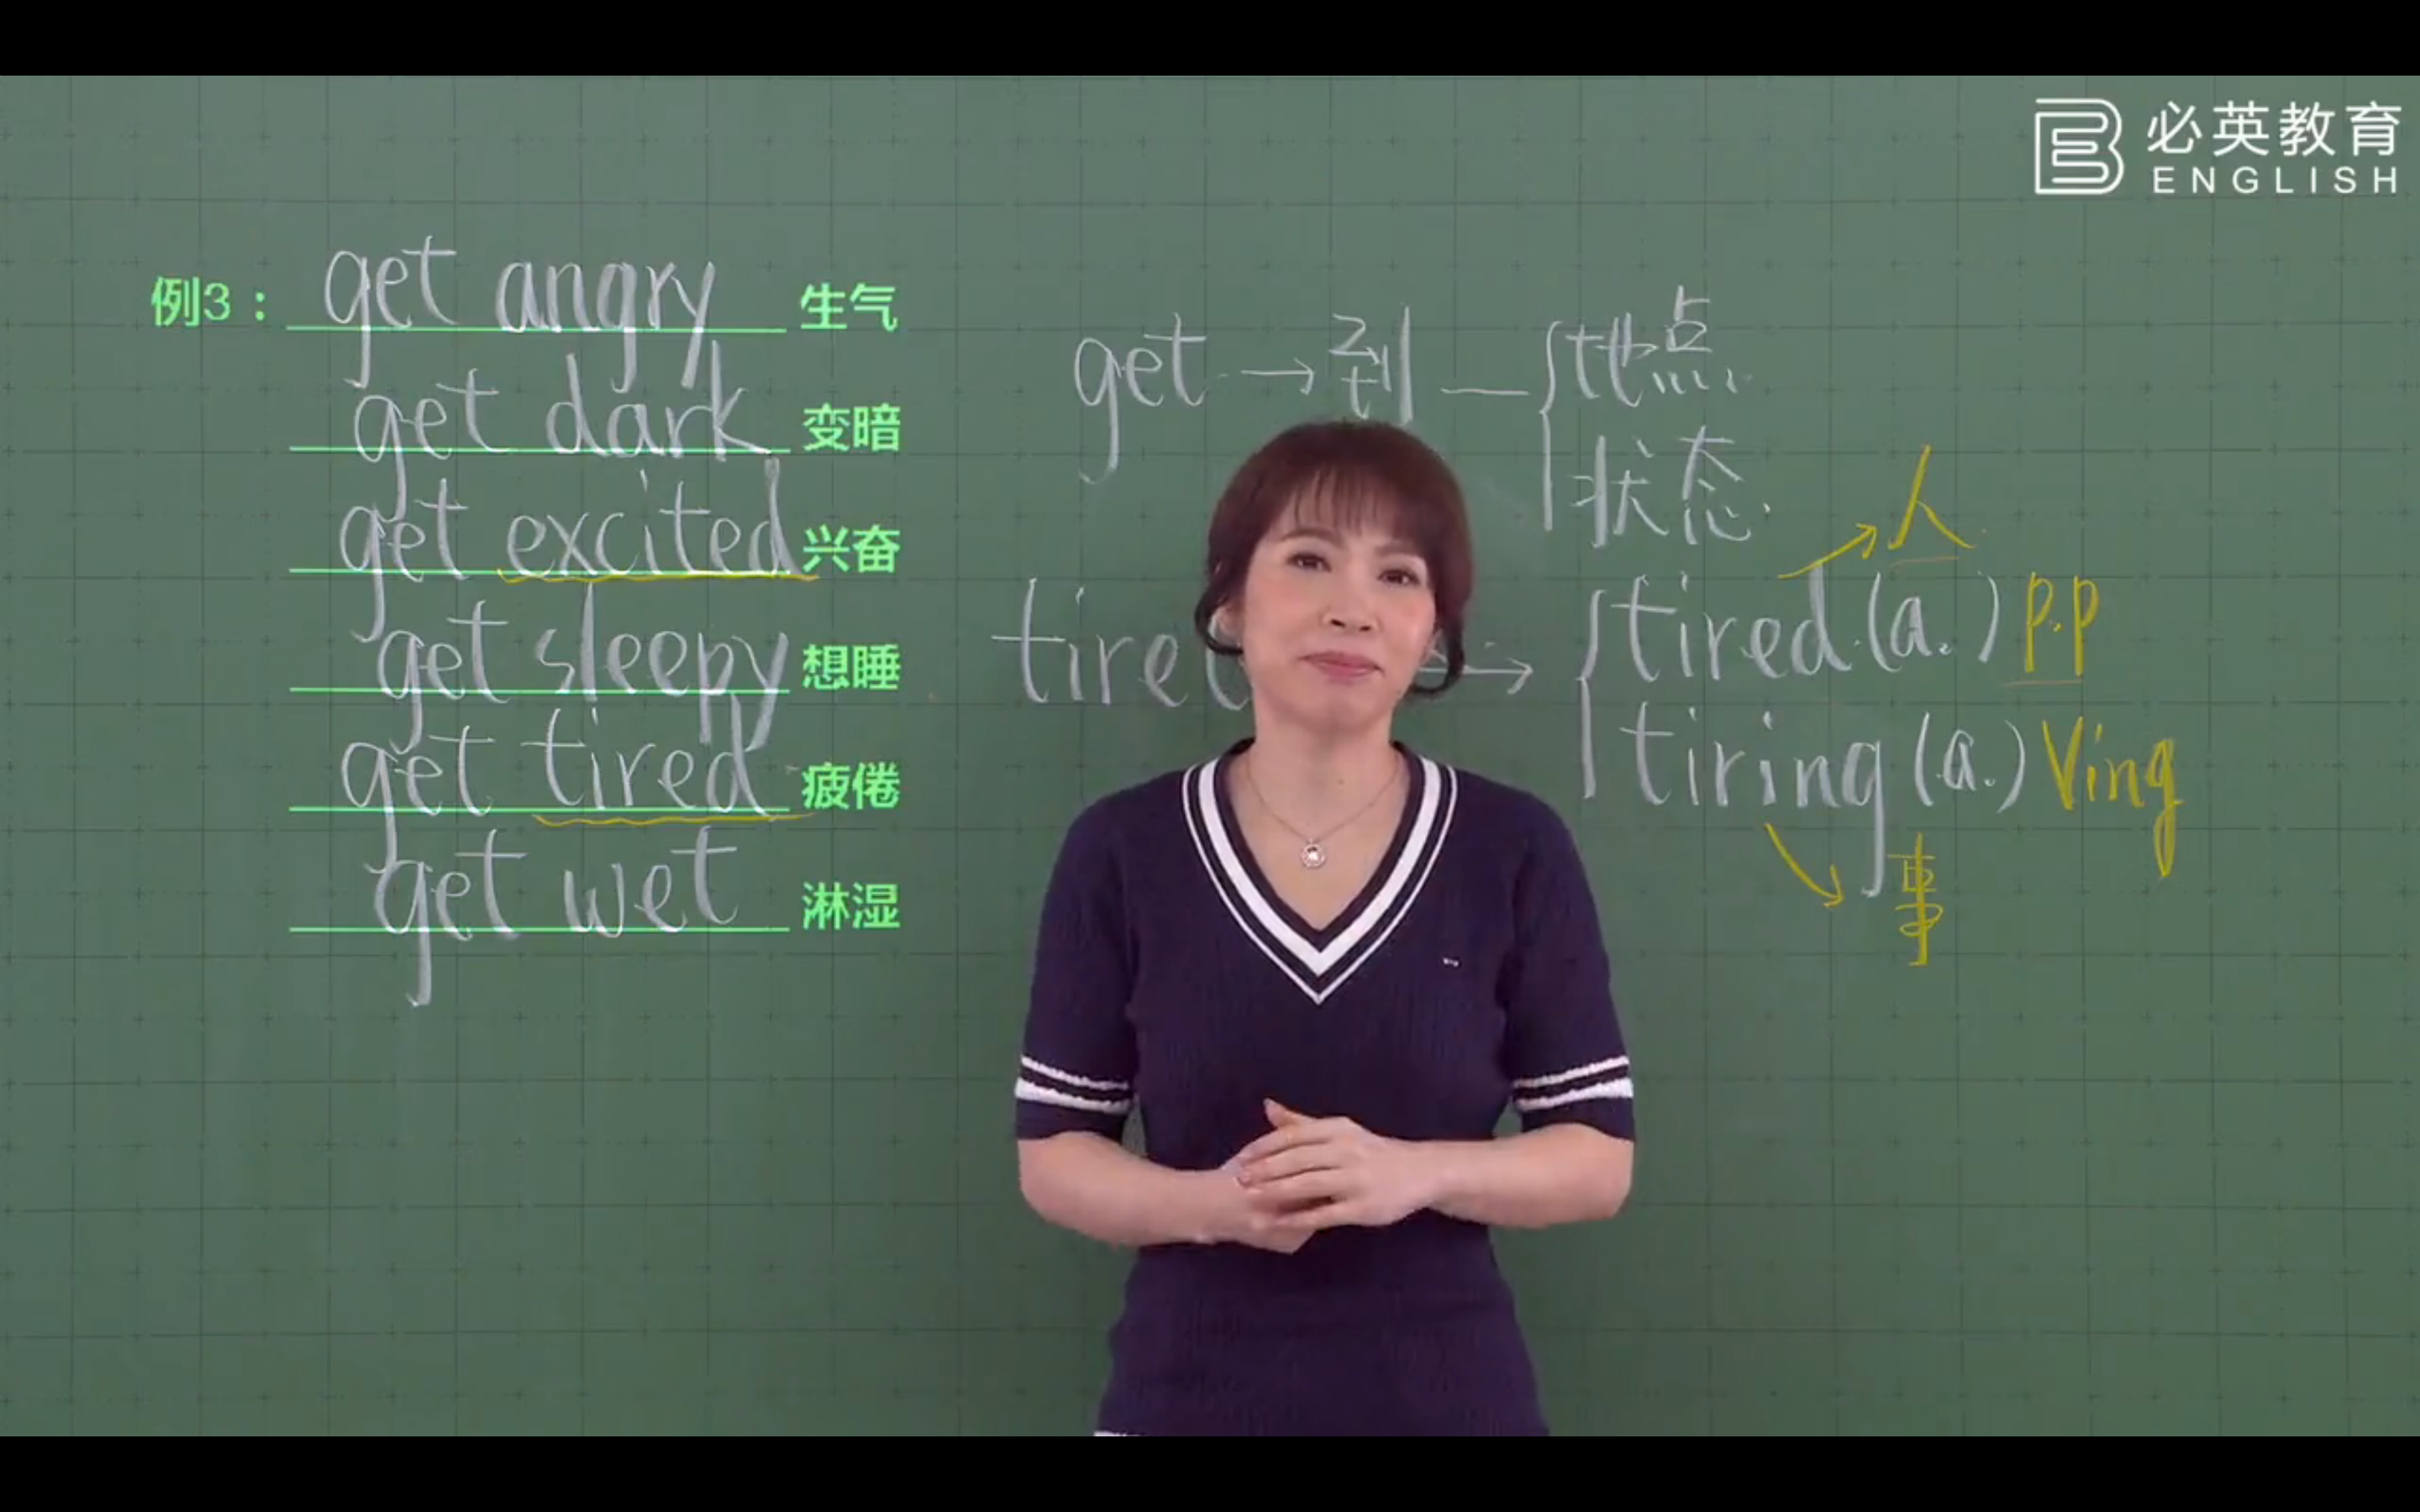 必英教育
ENGLISH
例3： get angry 生气
get dark 变暗
get excited 兴奋
get sleepy 想睡
get tired 疲倦
get wet 淋湿
get → 到 — { 地点
状态
人
tire → { tired (a.) p.p
tiring (a.) Ving
事